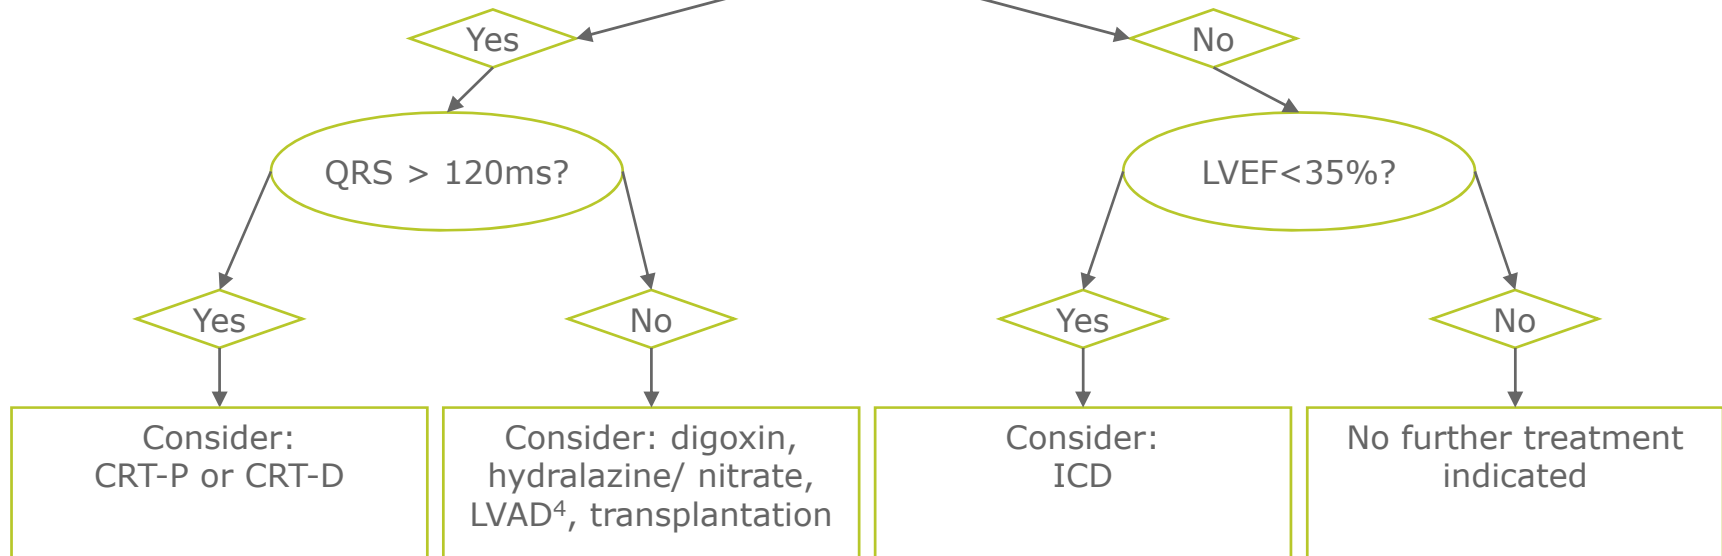 Yes
No
QRS > 120ms?
LVEF<35%?
Yes
No
Yes
No
Consider:
CRT-P or CRT-D
Consider: digoxin,
hydralazine/ nitrate,
LVAD⁴, transplantation
Consider:
ICD
No further treatment
indicated